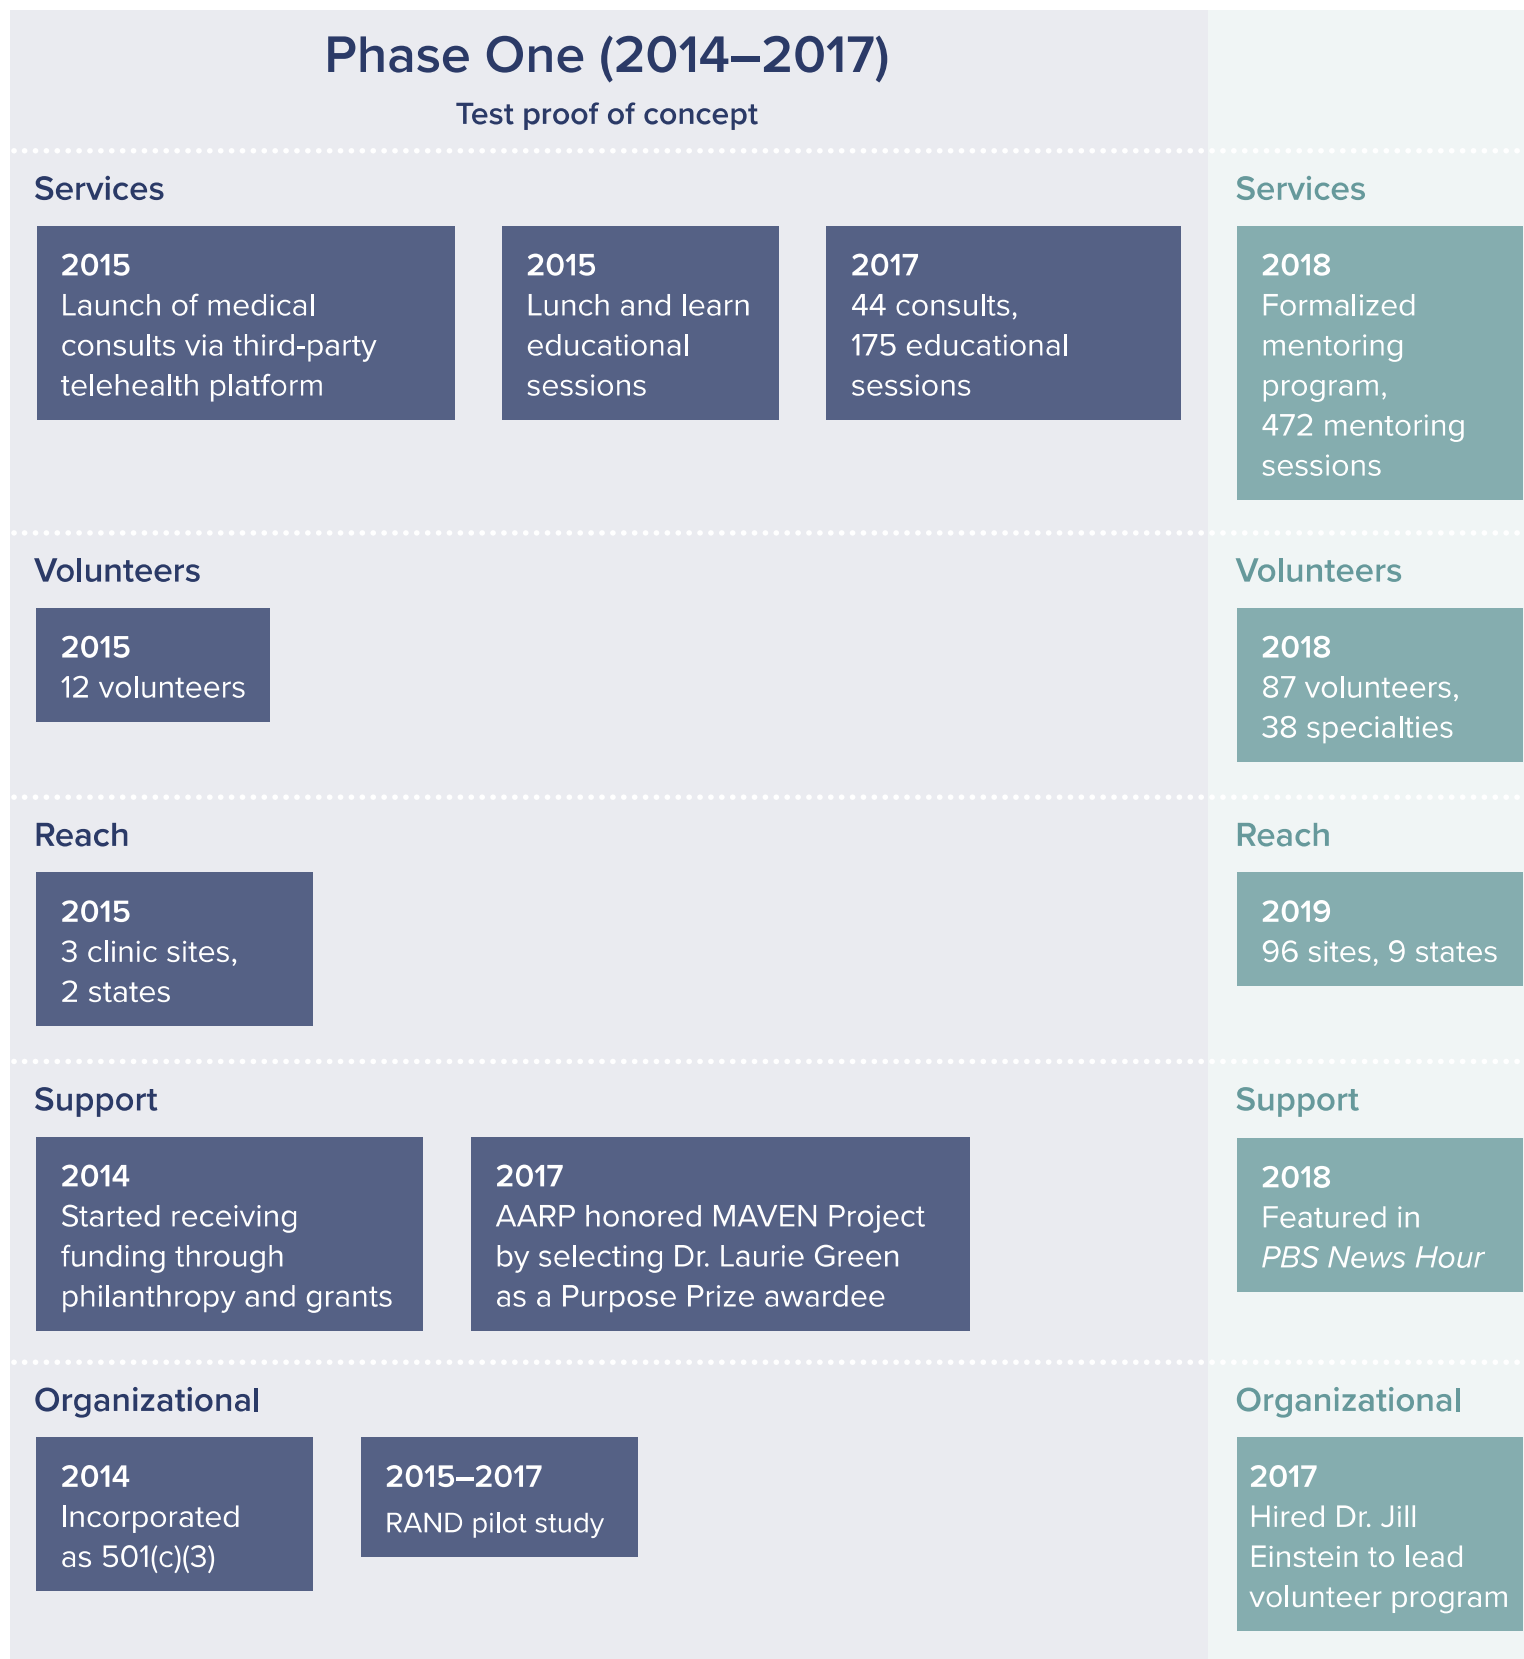 Phase One (2014–2017)
Test proof of concept
Services
2015
Launch of medical
consults via third-party
telehealth platform
2015
Lunch and learn
educational
sessions
2017
44 consults,
175 educational
sessions
Volunteers
2015
12 volunteers
Reach
2015
3 clinic sites,
2 states
Support
2014
Started receiving
funding through
philanthropy and grants
2017
AARP honored MAVEN Project
by selecting Dr. Laurie Green
as a Purpose Prize awardee
Organizational
2014
Incorporated
as 501(c)(3)
2015–2017
RAND pilot study
Services
2018
Formalized
mentoring
program,
472 mentoring
sessions
Volunteers
2018
87 volunteers,
38 specialties
Reach
2019
96 sites, 9 states
Support
2018
Featured in
PBS News Hour
Organizational
2017
Hired Dr. Jill
Einstein to lead
volunteer program